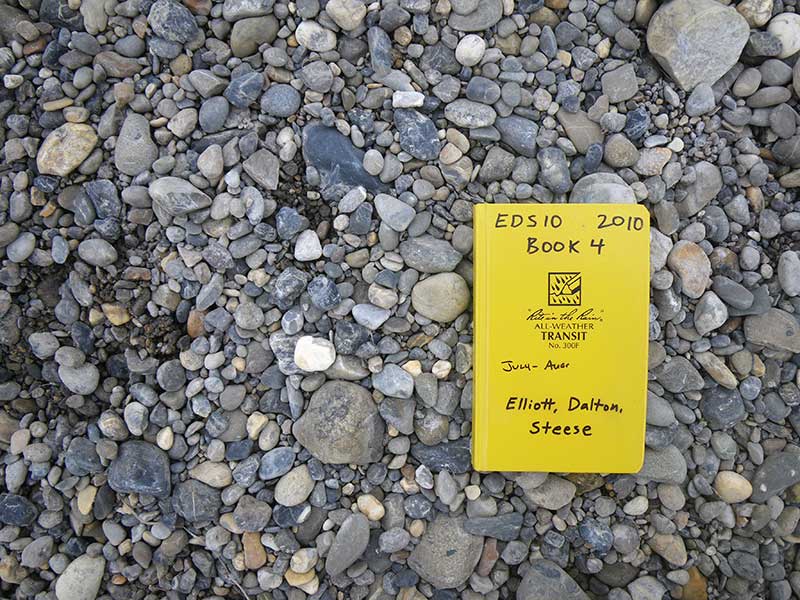 EDS10 2010
BOOK 4
"Rite in the Rain".
ALL-WEATHER
TRANSIT
No. 300F
JULY - AUG
Elliott, Dalton,
Steese